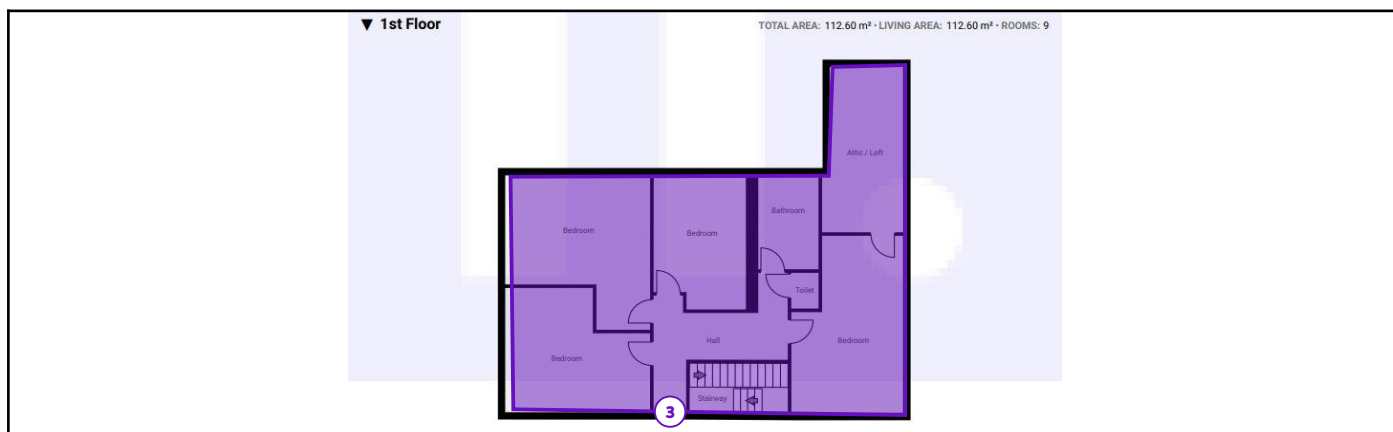 ▼ 1st Floor
TOTAL AREA: 112.60 m² · LIVING AREA: 112.60 m² · ROOMS: 9
Attic / Loft
Bathroom
Bedroom
Bedroom
Toilet
Hall
Bedroom
Bedroom
Stairway
3